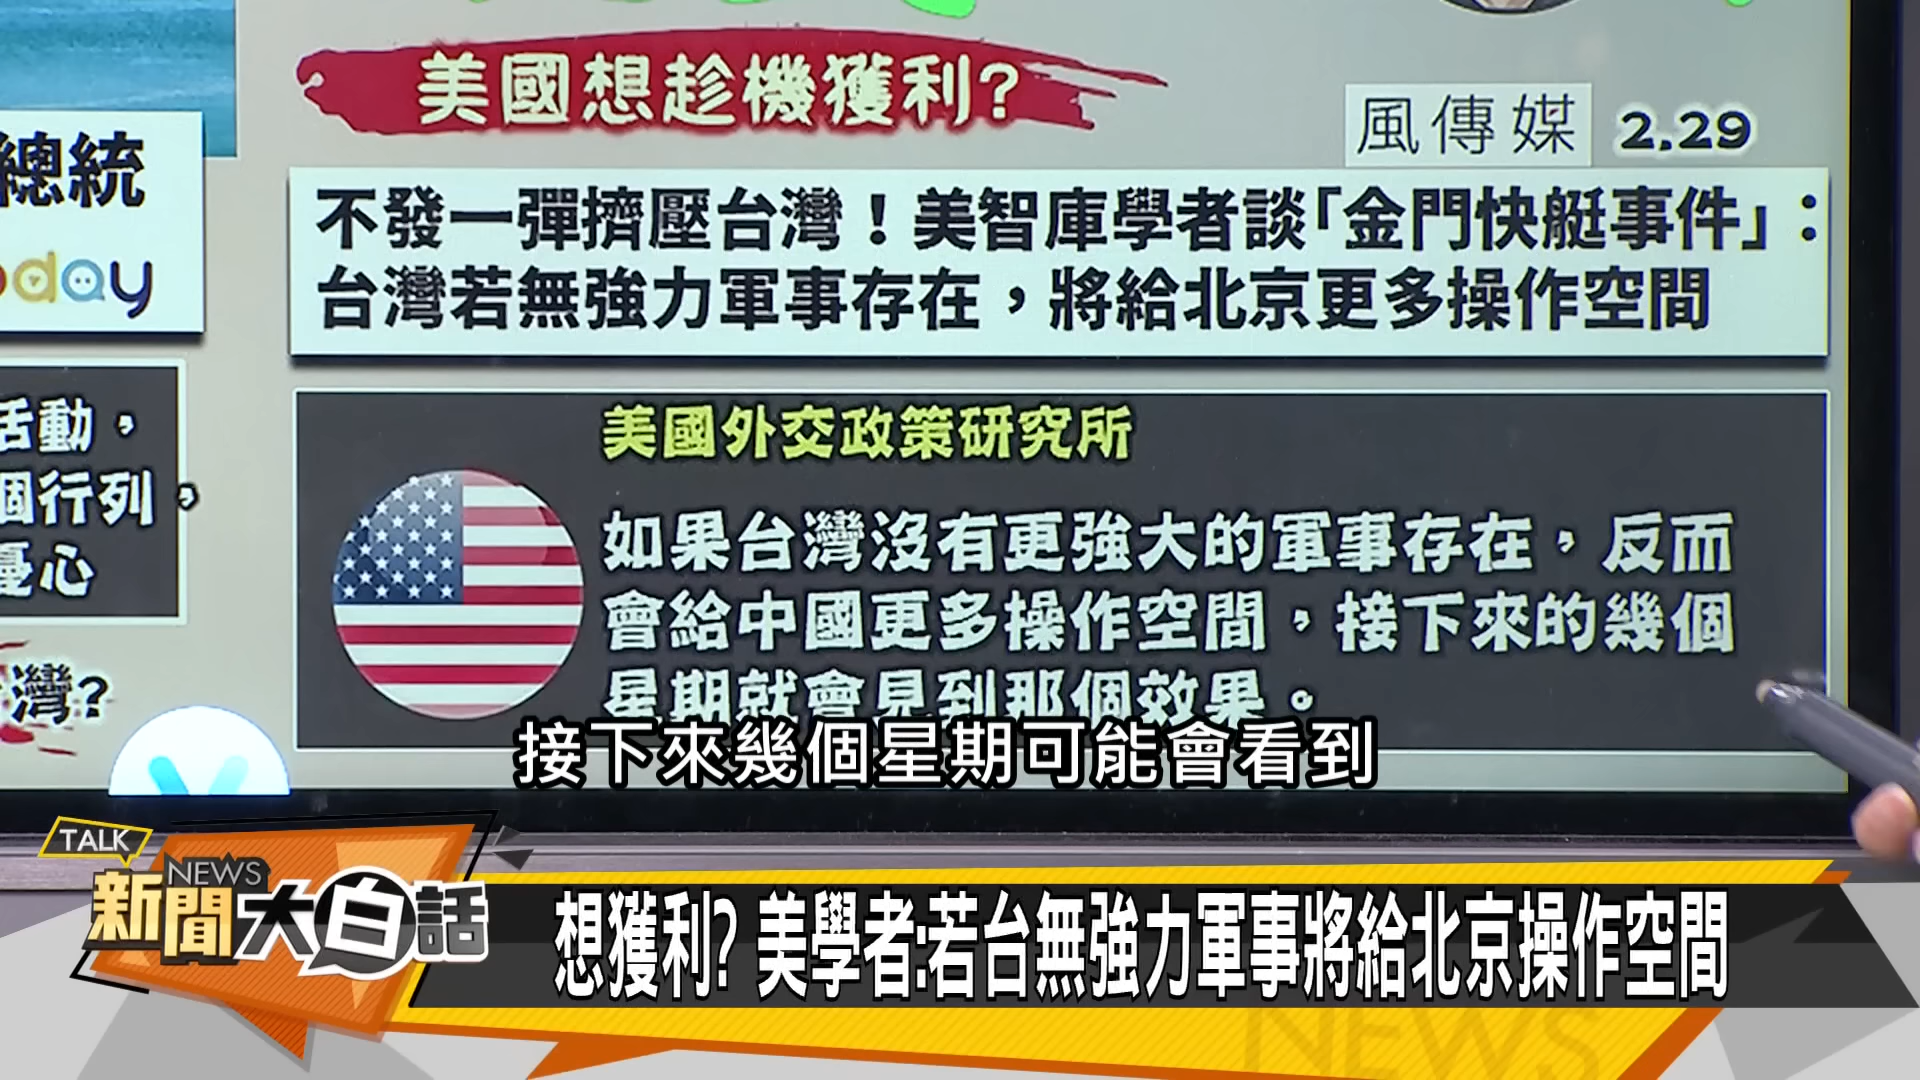 美國想趁機獲利?
風傳媒 2.29
總統
oday
不發一彈擠壓台灣！美智庫學者談「金門快艇事件」：
台灣若無強力軍事存在，將給北京更多操作空間
活動，
個行列，
憂心
灣?
美國外交政策研究所
如果台灣沒有更強大的軍事存在，反而
會給中國更多操作空間，接下來的幾個
星期就會見到那個效果。
接下來幾個星期可能會看到
TALK
NEWS
新聞大白話
想獲利? 美學者:若台無強力軍事將給北京操作空間
NEWS